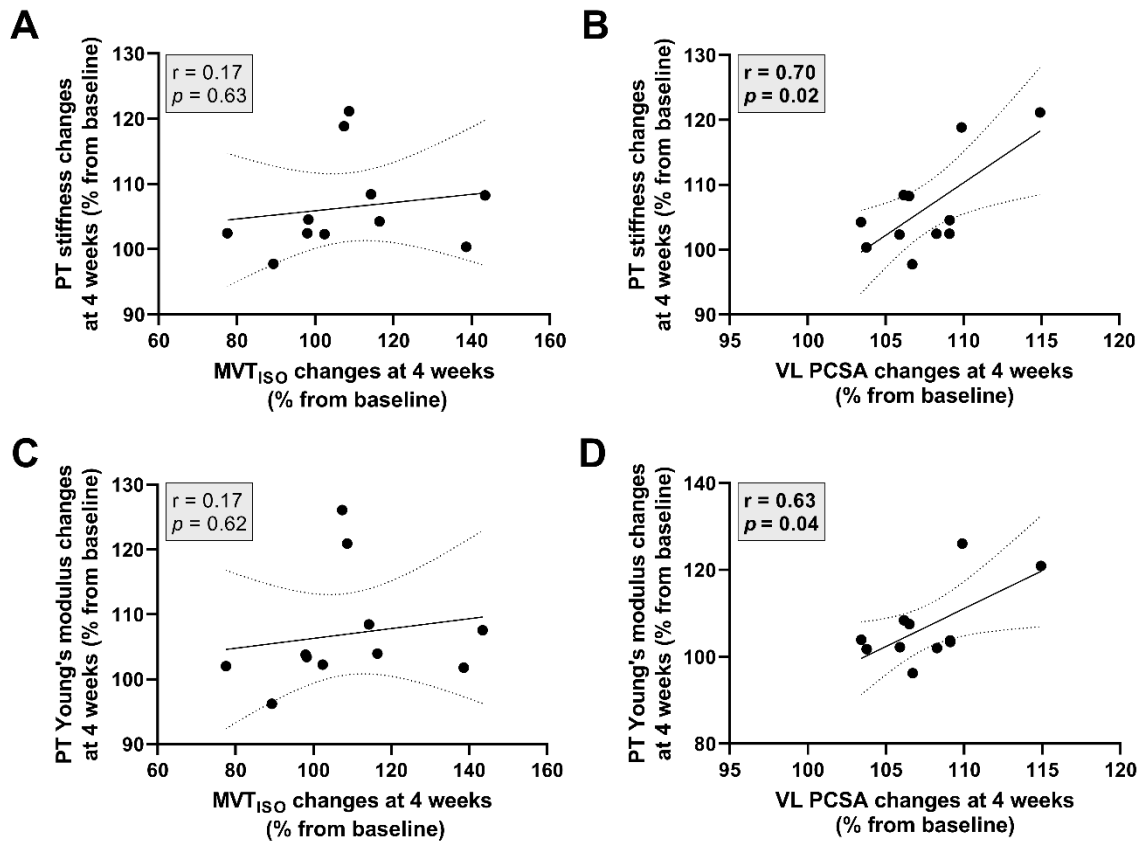 A
PT stiffness changes
at 4 weeks (% from baseline)
130
120
110
100
90
r = 0.17
p = 0.63
60
80
100
120
140
160
MVTISO changes at 4 weeks
(% from baseline)
B
PT stiffness changes
at 4 weeks (% from baseline)
130
120
110
100
90
r = 0.70
p = 0.02
95
100
105
110
115
120
VL PCSA changes at 4 weeks
(% from baseline)
C
PT Young's modulus changes
at 4 weeks (% from baseline)
130
120
110
100
90
r = 0.17
p = 0.62
60
80
100
120
140
160
MVTISO changes at 4 weeks
(% from baseline)
D
PT Young's modulus changes
at 4 weeks (% from baseline)
140
120
100
80
r = 0.63
p = 0.04
95
100
105
110
115
120
VL PCSA changes at 4 weeks
(% from baseline)